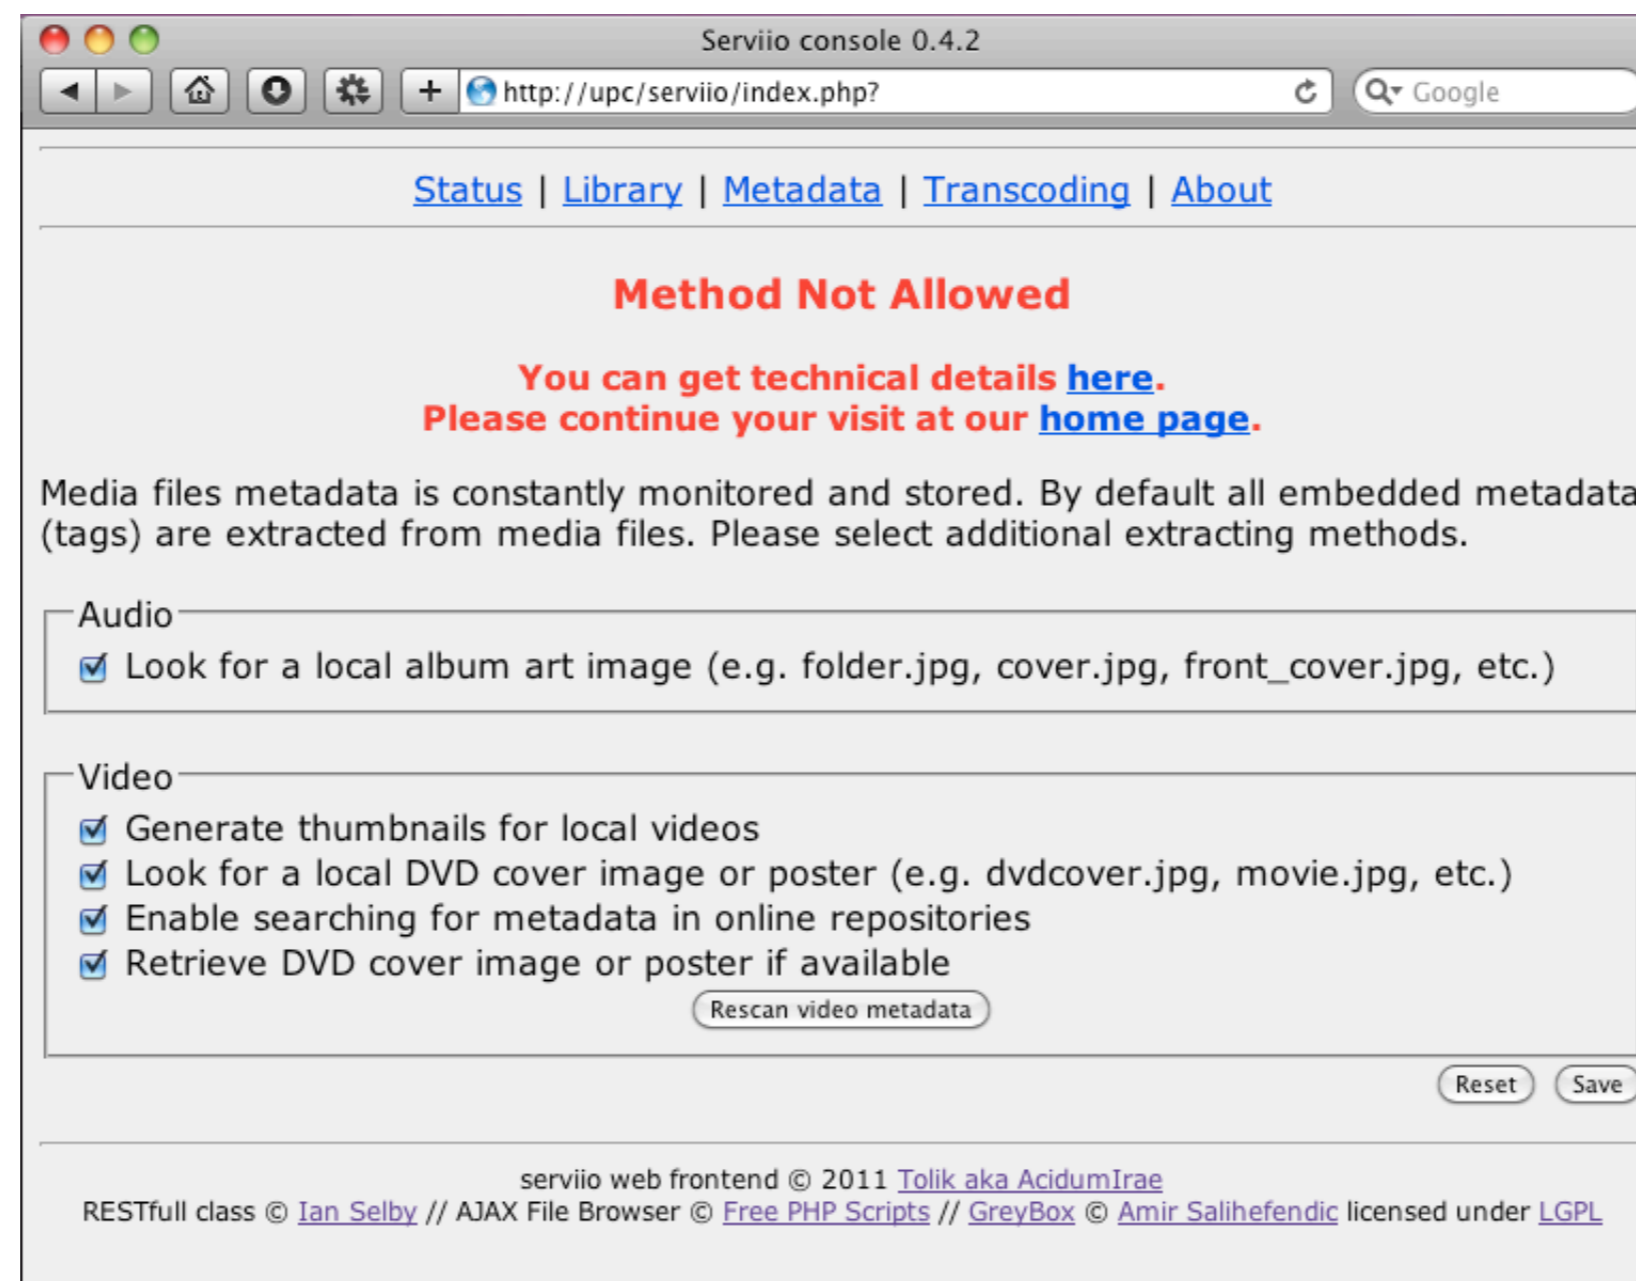 Serviio console 0.4.2
http://upc/serviio/index.php?
Google
Status | Library | Metadata | Transcoding | About
Method Not Allowed
You can get technical details here.
Please continue your visit at our home page.
Media files metadata is constantly monitored and stored. By default all embedded metadata
(tags) are extracted from media files. Please select additional extracting methods.
Audio
Look for a local album art image (e.g. folder.jpg, cover.jpg, front_cover.jpg, etc.)
Video
Generate thumbnails for local videos
Look for a local DVD cover image or poster (e.g. dvdcover.jpg, movie.jpg, etc.)
Enable searching for metadata in online repositories
Retrieve DVD cover image or poster if available
Rescan video metadata
Reset Save
serviio web frontend © 2011 Tolik aka AcidumIrae
RESTfull class © Ian Selby // AJAX File Browser © Free PHP Scripts // GreyBox © Amir Salihefendic licensed under LGPL